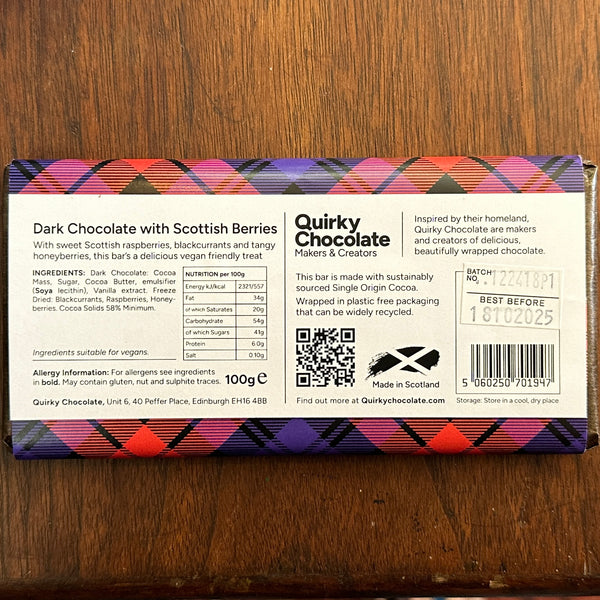 Dark Chocolate with Scottish Berries
With sweet Scottish raspberries, blackcurrants and tangy
honeyberries, this bar's a delicious vegan friendly treat
INGREDIENTS: Dark Chocolate: Cocoa
Mass, Sugar, Cocoa Butter, emulsifier
(Soya lecithin), Vanilla extract. Freeze
Dried: Blackcurrants, Raspberries, Honey-
berries. Cocoa Solids 58% Minimum.
Ingredients suitable for vegans.
NUTRITION per 100g
Energy kJ/kcal 2321/557
Fat 34g
of which Saturates 20g
Carbohydrate 54g
of which Sugars 41g
Protein 6.0g
Salt 0.10g
Allergy Information: For allergens see ingredients
in bold. May contain gluten, nut and sulphite traces.
100g e
Quirky Chocolate, Unit 6, 40 Peffer Place, Edinburgh EH16 4BB
Quirky
Chocolate
Makers & Creators
Inspired by their homeland,
Quirky Chocolate are makers
and creators of delicious,
beautifully wrapped chocolate.
This bar is made with sustainably
sourced Single Origin Cocoa.
Wrapped in plastic free packaging
that can be widely recycled.
Made in Scotland
Find out more at Quirkychocolate.com
BATCH
122418P1
BEST BEFORE
18102025
5 060250 701947
Storage: Store in a cool, dry place